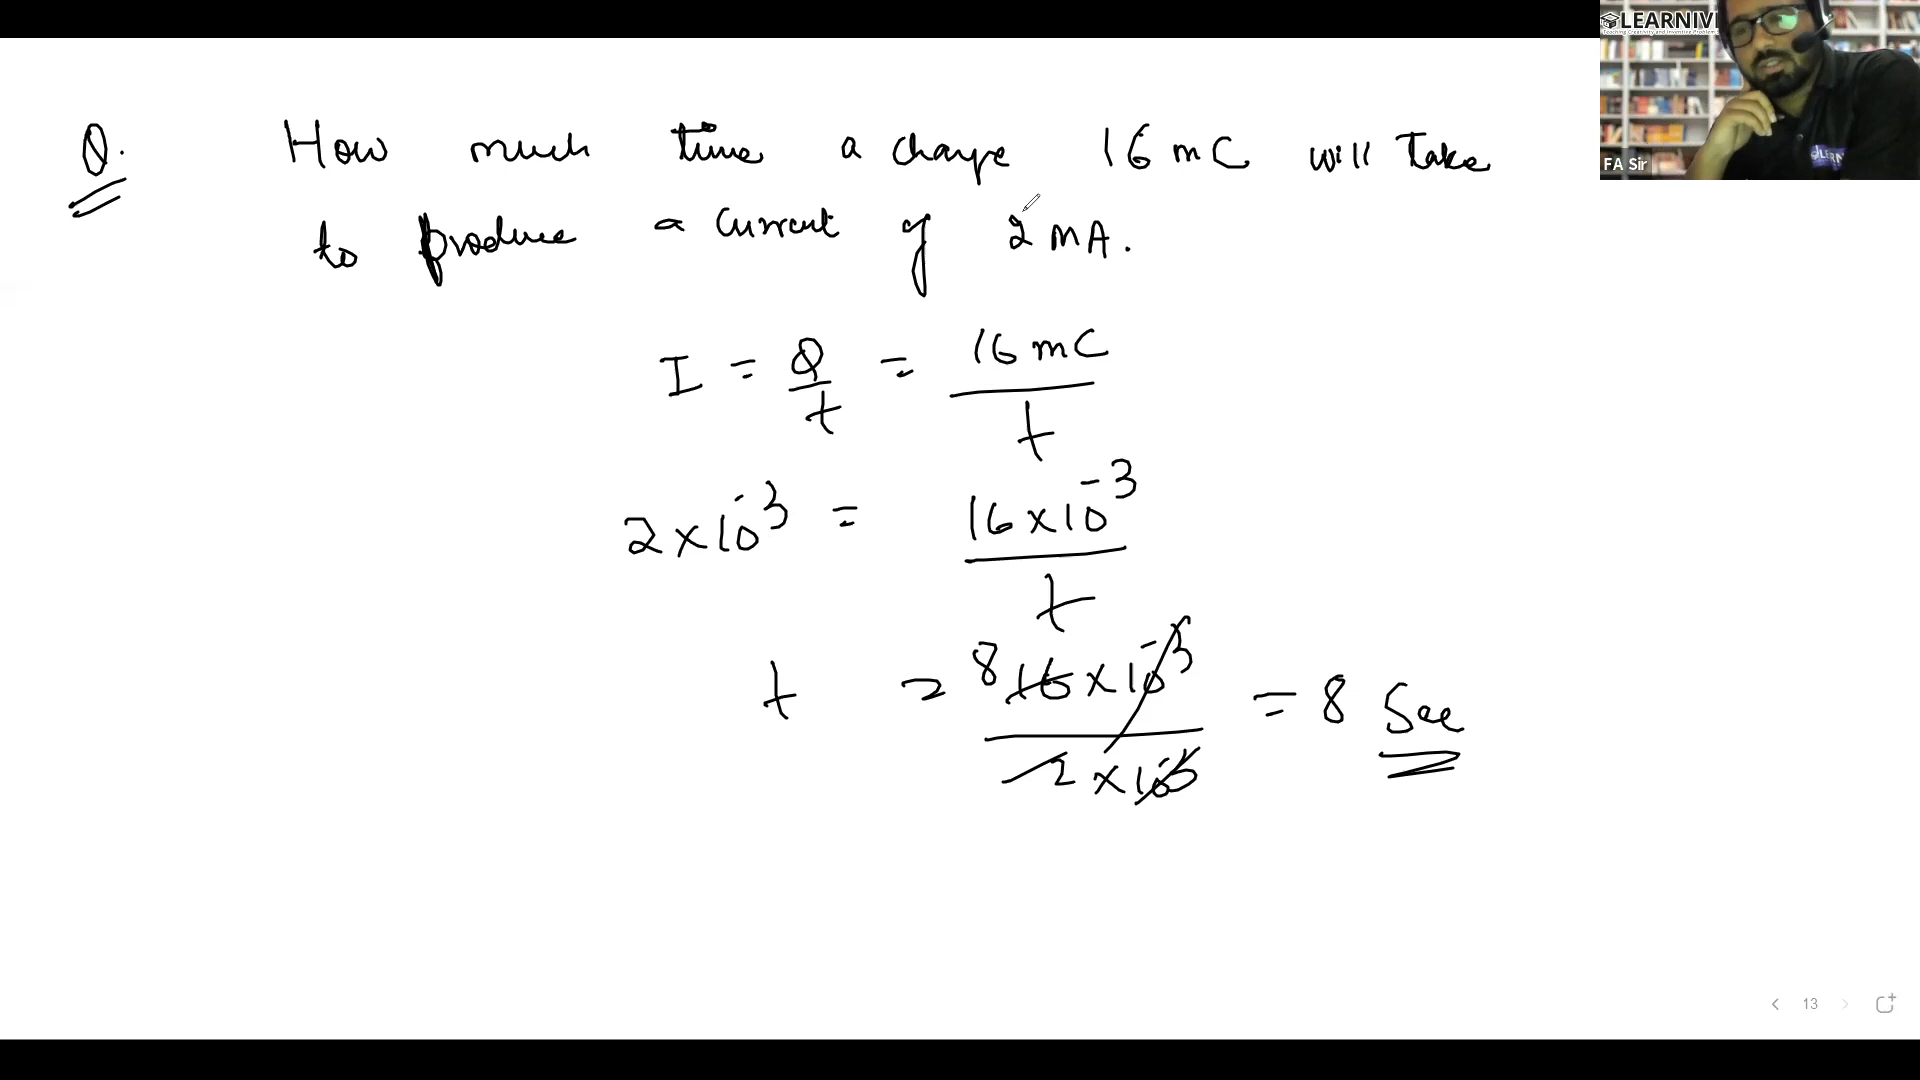 Q. How much time a charge 16 mC will Take
to produce a current of 2 mA.
I = Q/t = 16 mC/t
2×10⁻³ = 16×10⁻³/t
t = 8 16×10⁻³/2×10⁻³ = 8 Sec
LEARNIV
FA Sir
13